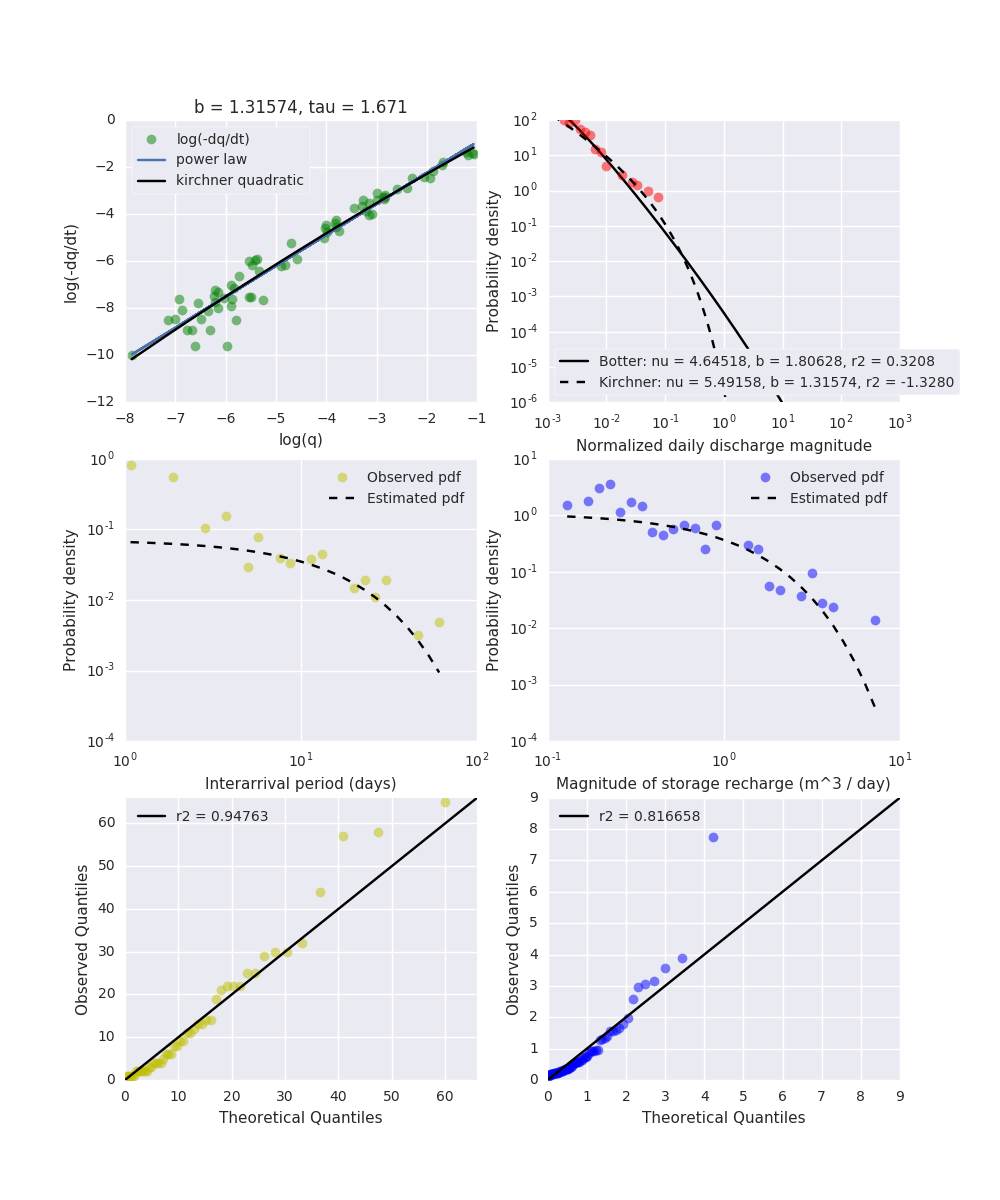 b = 1.31574, tau = 1.671
0
−2
−4
−6
−8
−10
−12
log(-dq/dt)
log(-dq/dt)
power law
kirchner quadratic
−8 −7 −6 −5 −4 −3 −2 −1
log(q)
10^2
10^1
10^0
10^-1
10^-2
10^-3
10^-4
10^-5
10^-6
Probability density
Botter: nu = 4.64518, b = 1.80628, r2 = 0.3208
Kirchner: nu = 5.49158, b = 1.31574, r2 = -1.3280
10^-3 10^-2 10^-1 10^0 10^1 10^2 10^3
Normalized daily discharge magnitude
10^0
10^-1
10^-2
10^-3
10^-4
Probability density
Observed pdf
Estimated pdf
10^0 10^1 10^2
Interarrival period (days)
10^1
10^0
10^-1
10^-2
10^-3
10^-4
Probability density
Observed pdf
Estimated pdf
10^-1 10^0 10^1
Magnitude of storage recharge (m^3 / day)
60
50
40
30
20
10
0
Observed Quantiles
r2 = 0.94763
0 10 20 30 40 50 60
Theoretical Quantiles
9
8
7
6
5
4
3
2
1
0
Observed Quantiles
r2 = 0.816658
0 1 2 3 4 5 6 7 8 9
Theoretical Quantiles